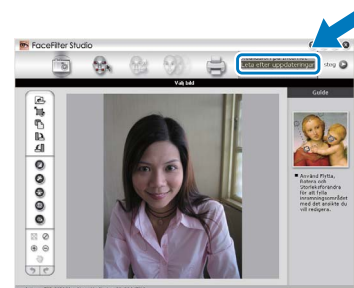 FaceFilter Studio
Leta efter uppdateringar
steg
Välj bild
Guide
Använd Flytta,
Rotera och
Storleksförändra
för att fylla
inramningsområdet
med det ansikte du
vill redigera.